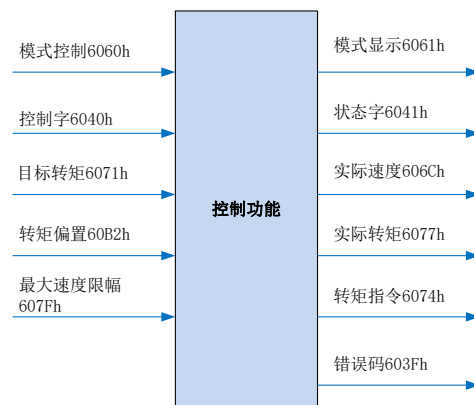 模式控制6060h
控制字6040h
目标转矩6071h
转矩偏置60B2h
最大速度限幅
607Fh
控制功能
模式显示6061h
状态字6041h
实际速度606Ch
实际转矩6077h
转矩指令6074h
错误码603Fh